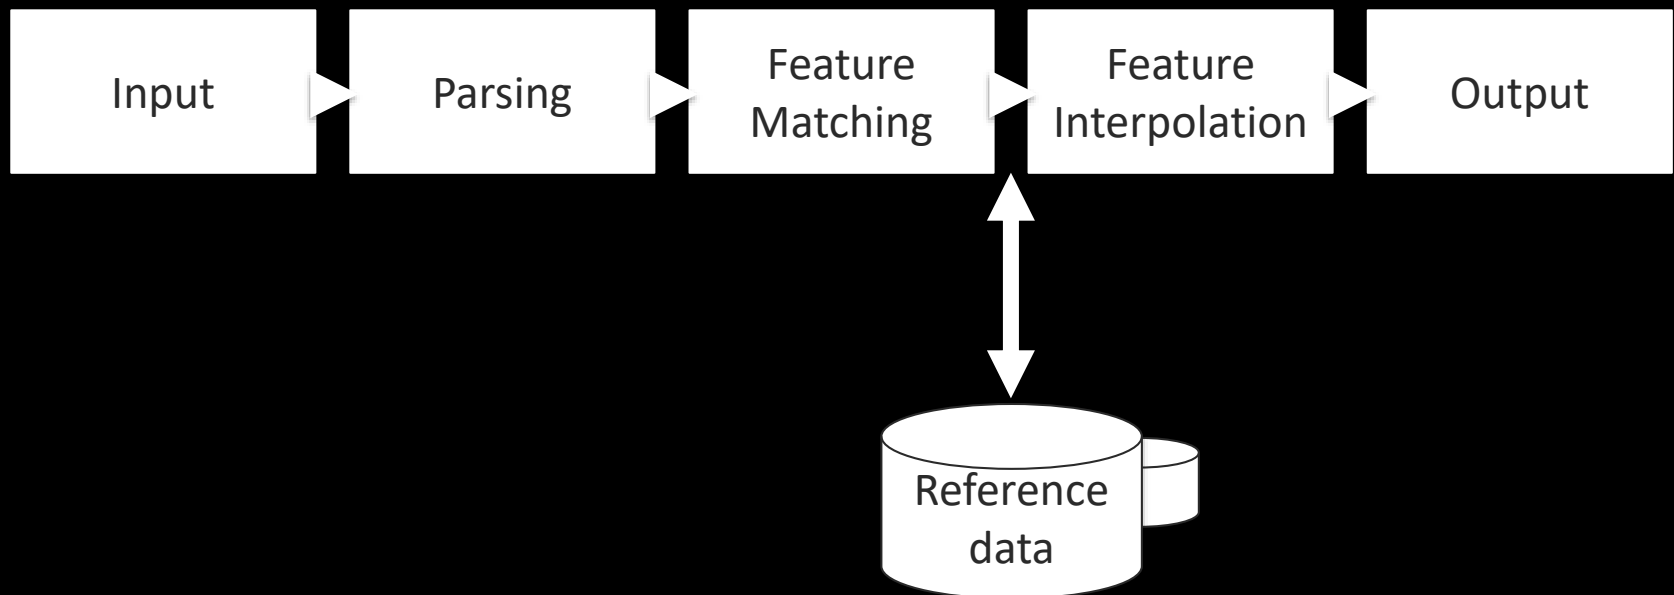 Input
Parsing
Feature
Matching
Feature
Interpolation
Output
Reference
data